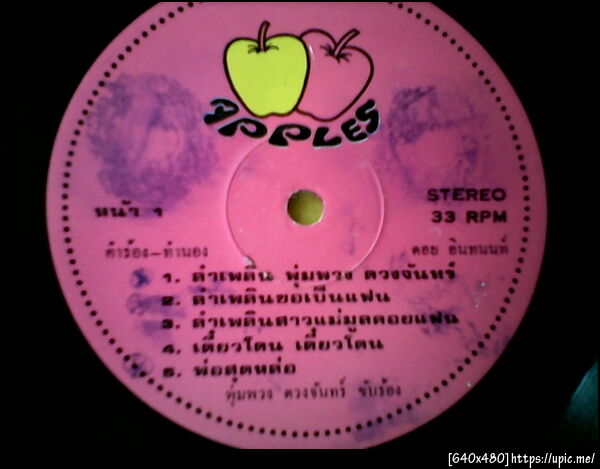 APPLES
STEREO
หน้า 1
33 RPM
คำร้อง-ทำนอง ดอย อินทนนท์
1. ลำเพลิน พุ่มพวง ดวงจันทร์
2. ลำเพลินขอเป็นแฟน
3. ลำเพลินสาวแม่มูลคอยแฟน
4. เดี่ยวโดน เดี่ยวโดน
5. พ่อสุดหล่อ
พุ่มพวง ดวงจันทร์ ขับร้อง
[640x480]https://upic.me/